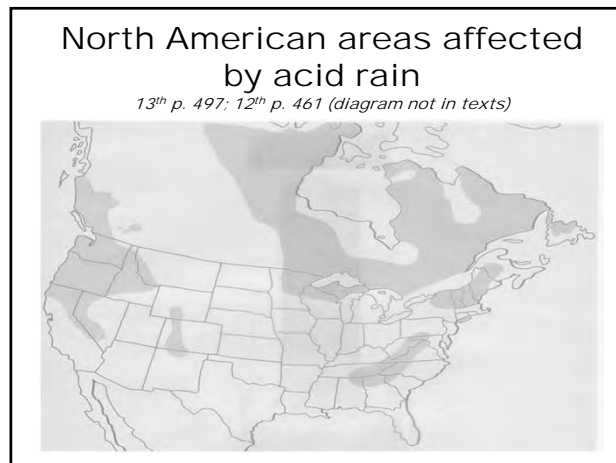 North American areas affected
by acid rain
13th p. 497; 12th p. 461 (diagram not in texts)